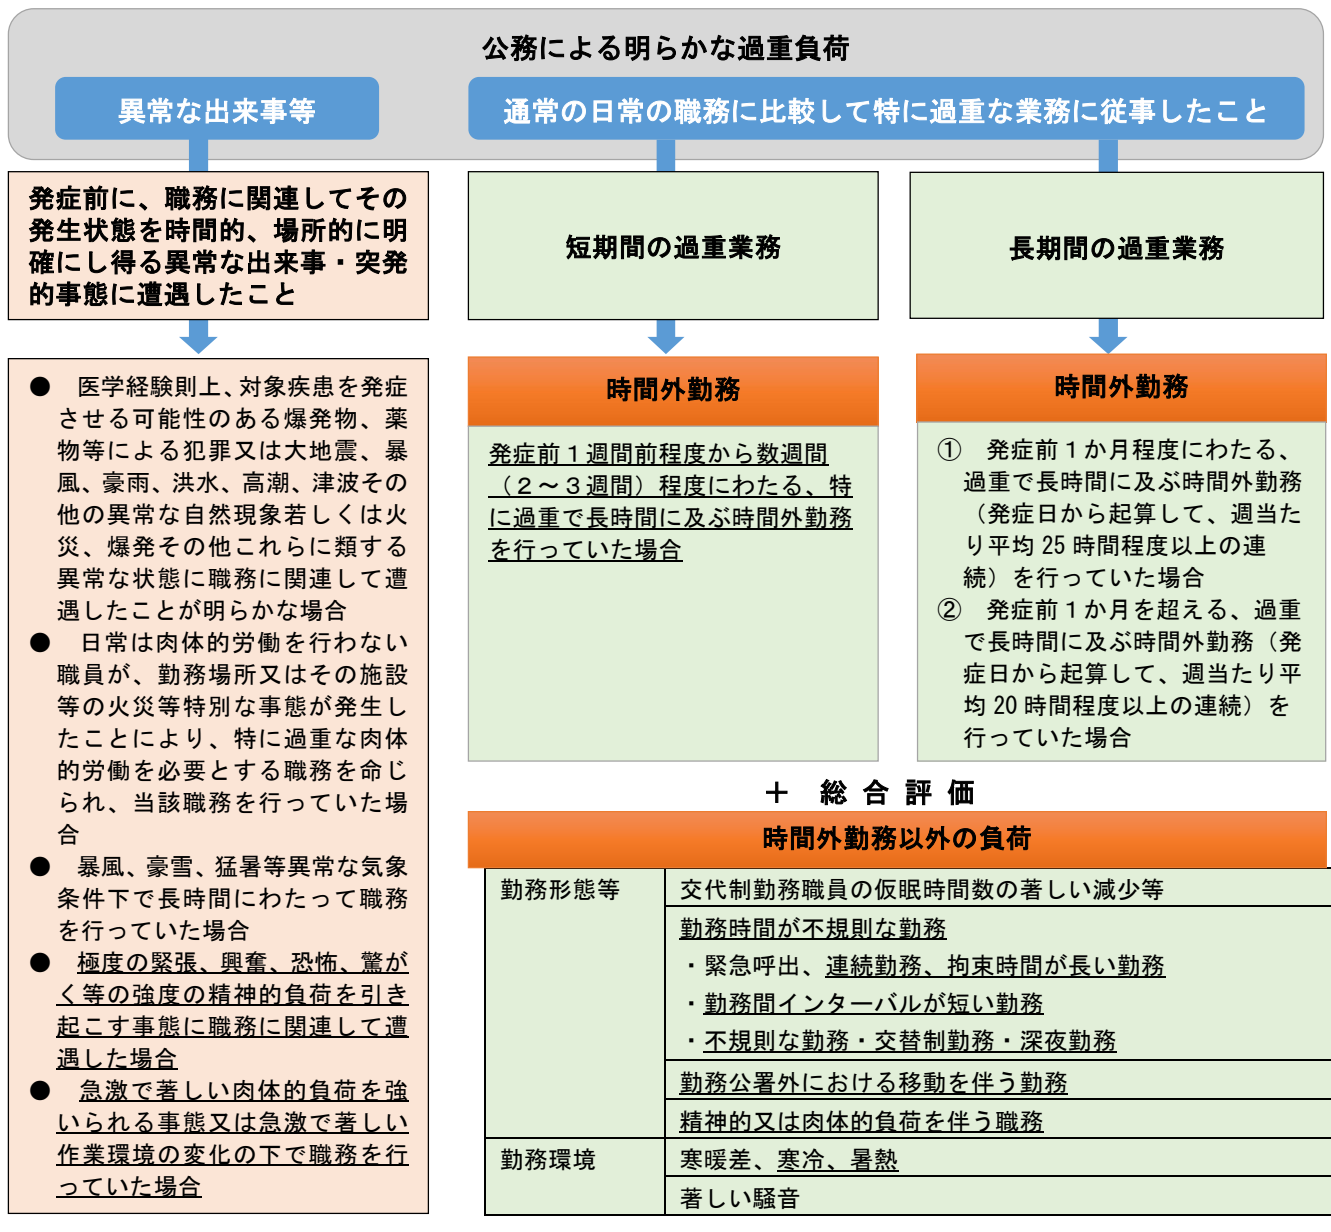 公務による明らかな過重負荷
異常な出来事等
通常の日常の職務に比較して特に過重な業務に従事したこと
発症前に、職務に関連してその
発生状態を時間的、場所的に明
確にし得る異常な出来事・突発
的事態に遭遇したこと
短期間の過重業務
長期間の過重業務
● 医学経験則上、対象疾患を発症
させる可能性のある爆発物、薬
物等による犯罪又は大地震、暴
風、豪雨、洪水、高潮、津波その
他の異常な自然現象若しくは火
災、爆発その他これらに類する
異常な状態に職務に関連して遭
遇したことが明らかな場合
● 日常は肉体的労働を行わない
職員が、勤務場所又はその施設
等の火災等特別な事態が発生し
たことにより、特に過重な肉体
的労働を必要とする職務を命じ
られ、当該職務を行っていた場
合
● 暴風、豪雪、猛暑等異常な気象
条件下で長時間にわたって職務
を行っていた場合
● 極度の緊張、興奮、恐怖、驚が
く等の強度の精神的負荷を引き
起こす事態に職務に関連して遭
遇した場合
● 急激で著しい肉体的負荷を強
いられる事態又は急激で著しい
作業環境の変化の下で職務を行
っていた場合
時間外勤務
発症前1週間前程度から数週間
（2～3週間）程度にわたる、特
に過重で長時間に及ぶ時間外勤務
を行っていた場合
時間外勤務
① 発症前1か月程度にわたる、
過重で長時間に及ぶ時間外勤務
（発症日から起算して、週当た
り平均25時間程度以上の連
続）を行っていた場合
② 発症前1か月を超える、過重
で長時間に及ぶ時間外勤務（発
症日から起算して、週当たり平
均20時間程度以上の連続）を
行っていた場合
＋ 総合評価
時間外勤務以外の負荷
勤務形態等
交代制勤務職員の仮眠時間数の著しい減少等
勤務時間が不規則な勤務
・緊急呼出、連続勤務、拘束時間が長い勤務
・勤務間インターバルが短い勤務
・不規則な勤務・交替制勤務・深夜勤務
勤務公署外における移動を伴う勤務
精神的又は肉体的負荷を伴う職務
勤務環境
寒暖差、寒冷、暑熱
著しい騒音